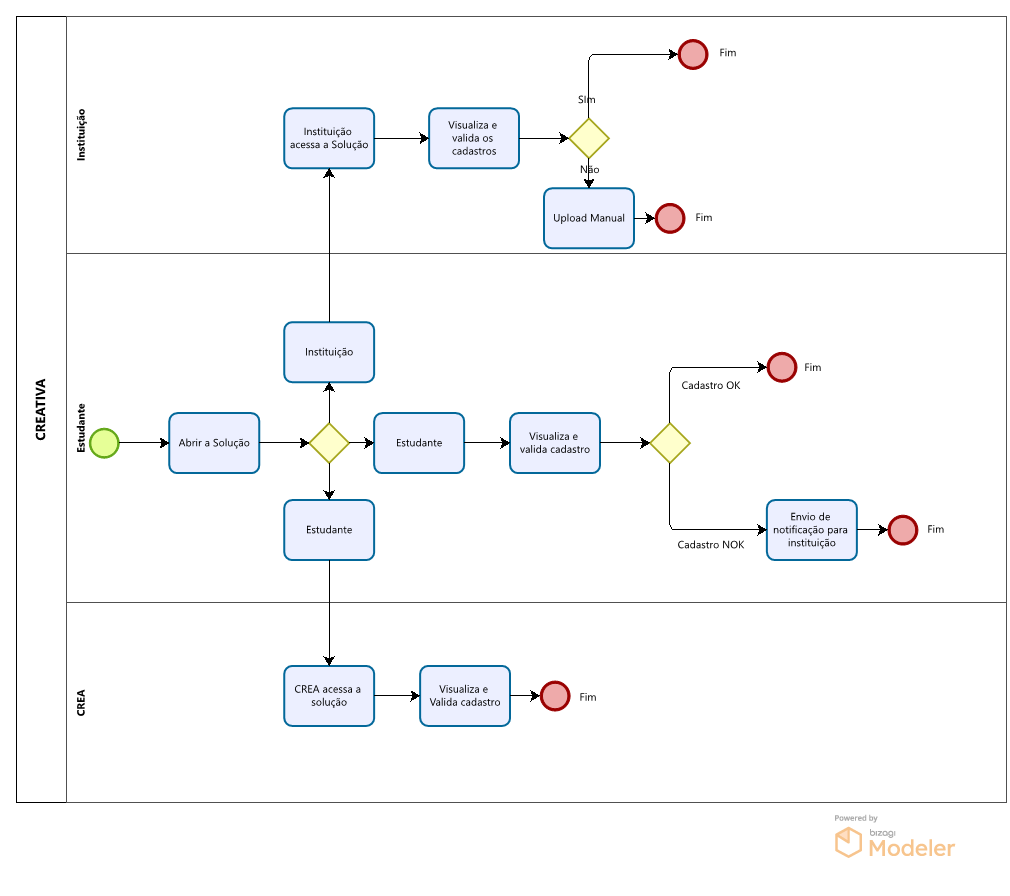 CREATIVA
Instituição
Fim
SIm
Instituição
acessa a Solução
Visualiza e
valida os
cadastros
Não
Upload Manual
Fim
Estudante
Instituição
Fim
Cadastro OK
Abrir a Solução
Estudante
Visualiza e
valida cadastro
Estudante
Envio de
notificação para
instituição
Fim
Cadastro NOK
CREA
CREA acessa a
solução
Visualiza e
Valida cadastro
Fim
Powered by
bizagi
Modeler